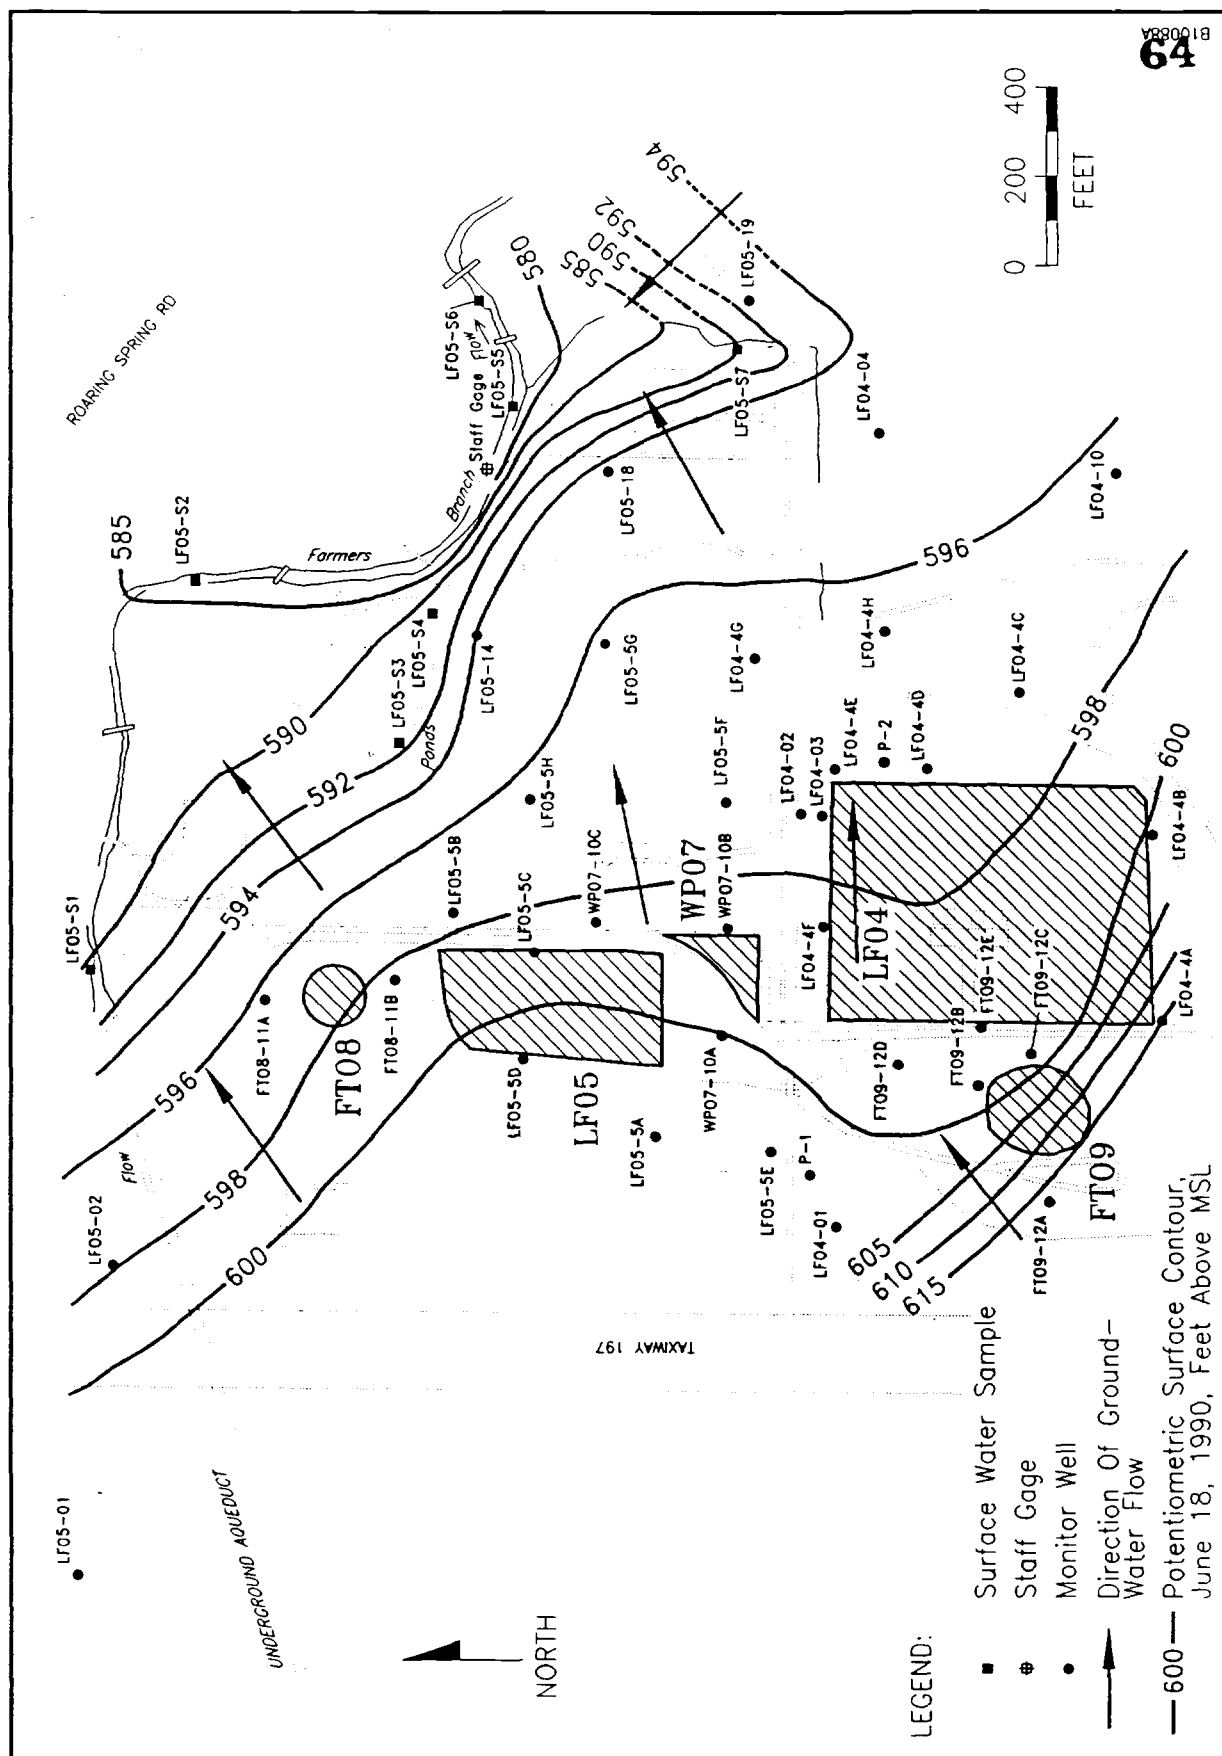 B10088A
64
ROARING SPRING RD
0 200 400
FEET
LF05-S6
Flow
LF05-S5
Staff Gage
Branch
Farmers
LF05-S2
LF05-S4
LF05-S3
Ponds
LF05-S1
LF05-S7
580
585
590
592
594
585
590
592
594
596
598
600
596
598
600
605
610
615
LF05-19
LF04-04
LF04-10
LF05-18
LF05-14
LF05-5G
LF04-4G
LF04-4H
LF04-4C
LF05-5H
LF05-5F
LF04-02
LF04-03
LF04-4E
P-2
LF04-4D
LF04-4B
LF05-5B
LF05-5C
WP07-10C
WP07
WP07-10B
LF04-4F
LF04
FT09-12E
FT09-12C
FT09-12B
LF04-4A
FT08-11A
FT08
FT08-11B
LF05-5D
LF05
LF05-5A
WP07-10A
FT09-12D
LF05-5E
P-1
LF04-01
FT09-12A
FT09
Flow
LF05-02
LF05-01
TAXIWAY 197
UNDERGROUND AQUEDUCT
NORTH
LEGEND:
Surface Water Sample
Staff Gage
Monitor Well
Direction Of Ground-
Water Flow
600 Potentiometric Surface Contour,
June 18, 1990, Feet Above MSL